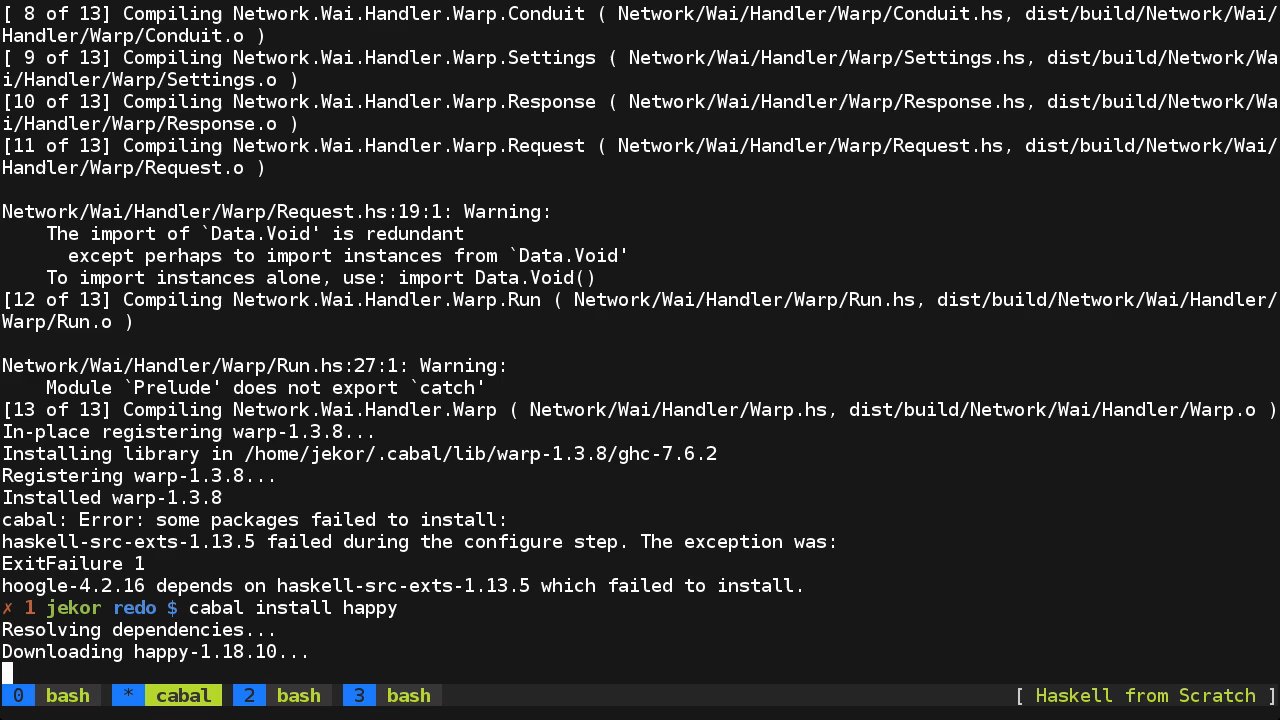 [ 8 of 13] Compiling Network.Wai.Handler.Warp.Conduit ( Network/Wai/Handler/Warp/Conduit.hs, dist/build/Network/Wai/
Handler/Warp/Conduit.o )
[ 9 of 13] Compiling Network.Wai.Handler.Warp.Settings ( Network/Wai/Handler/Warp/Settings.hs, dist/build/Network/Wa
i/Handler/Warp/Settings.o )
[10 of 13] Compiling Network.Wai.Handler.Warp.Response ( Network/Wai/Handler/Warp/Response.hs, dist/build/Network/Wa
i/Handler/Warp/Response.o )
[11 of 13] Compiling Network.Wai.Handler.Warp.Request ( Network/Wai/Handler/Warp/Request.hs, dist/build/Network/Wai/
Handler/Warp/Request.o )
Network/Wai/Handler/Warp/Request.hs:19:1: Warning:
    The import of `Data.Void' is redundant
      except perhaps to import instances from `Data.Void'
    To import instances alone, use: import Data.Void()
[12 of 13] Compiling Network.Wai.Handler.Warp.Run ( Network/Wai/Handler/Warp/Run.hs, dist/build/Network/Wai/Handler/
Warp/Run.o )
Network/Wai/Handler/Warp/Run.hs:27:1: Warning:
    Module `Prelude' does not export `catch'
[13 of 13] Compiling Network.Wai.Handler.Warp ( Network/Wai/Handler/Warp.hs, dist/build/Network/Wai/Handler/Warp.o )
In-place registering warp-1.3.8...
Installing library in /home/jekor/.cabal/lib/warp-1.3.8/ghc-7.6.2
Registering warp-1.3.8...
Installed warp-1.3.8
cabal: Error: some packages failed to install:
haskell-src-exts-1.13.5 failed during the configure step. The exception was:
ExitFailure 1
hoogle-4.2.16 depends on haskell-src-exts-1.13.5 which failed to install.
✗ 1 jekor redo $ cabal install happy
Resolving dependencies...
Downloading happy-1.18.10...
0 bash * cabal 2 bash 3 bash [ Haskell from Scratch ]